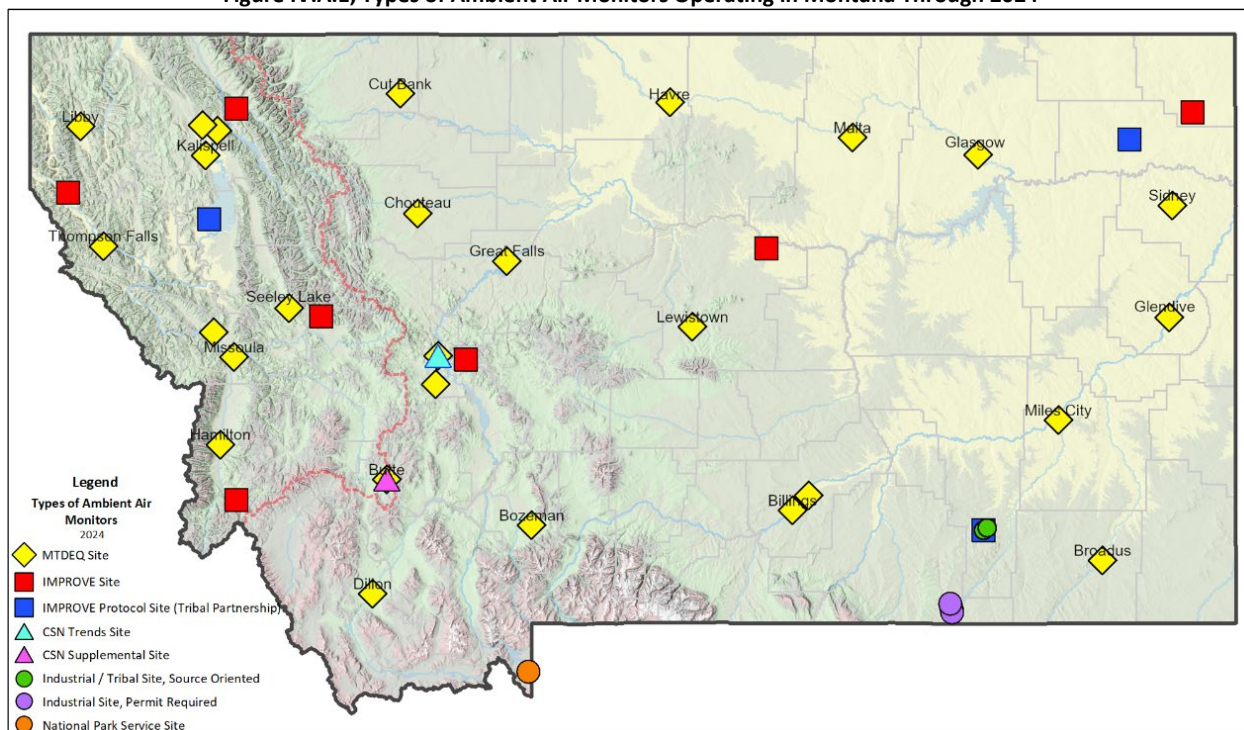 Figure IV.A.1, Types of Ambient Air Monitors Operating in Montana Through 2024
Cut Bank
Havre
Libby
Malta
Kalispell
Glasgow
Sidney
Chouteau
Thompson Falls
Great Falls
Seeley Lake
Glendive
Lewistown
Missoula
Miles City
Hamilton
Butte
Billings
Bozeman
Broadus
Dillon
Legend
Types of Ambient Air
Monitors
2024
MTDEQ Site
IMPROVE Site
IMPROVE Protocol Site (Tribal Partnership)
CSN Trends Site
CSN Supplemental Site
Industrial / Tribal Site, Source Oriented
Industrial Site, Permit Required
National Park Service Site